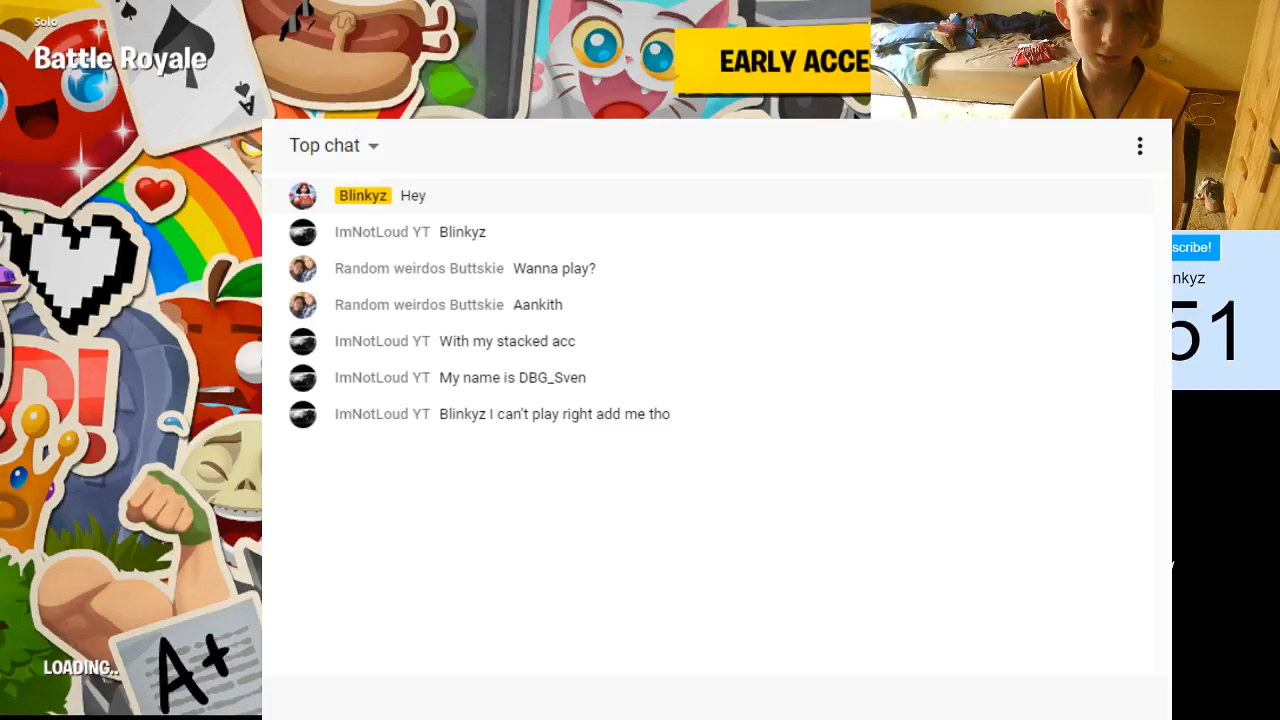 Solo
Battle Royale
EARLY ACCE
Top chat
Blinkyz Hey
ImNotLoud YT Blinkyz
Random weirdos Buttskie Wanna play?
Random weirdos Buttskie Aankith
ImNotLoud YT With my stacked acc
ImNotLoud YT My name is DBG_Sven
ImNotLoud YT Blinkyz I can't play right add me tho
scribe!
nkyz
51
A
A+
D!
LOADING..